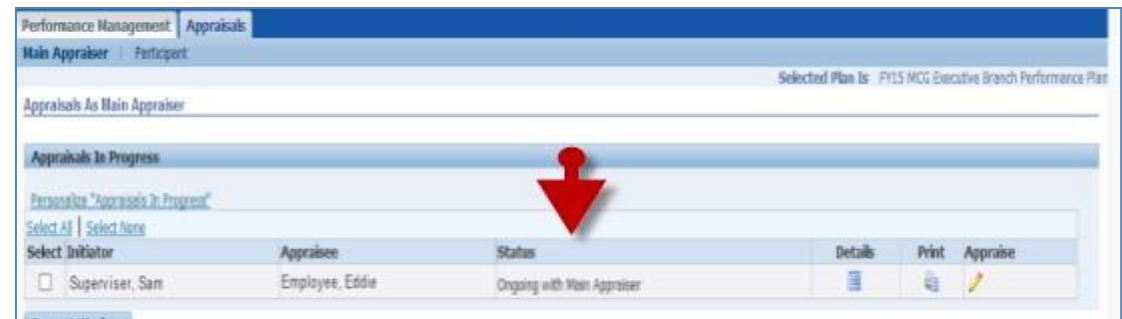 Performance Management Appraisals
Main Appraiser | Participant
Selected Plan Is FY15 MCG Executive Branch Performance Plan
Appraisals As Main Appraiser
Appraisals In Progress
Personalize "Appraisals In Progress"
Select All | Select None
Select Initiator Appraisee Status Details Print Appraise
Superviser, Sam Employee, Eddie Ongoing with Main Appraiser